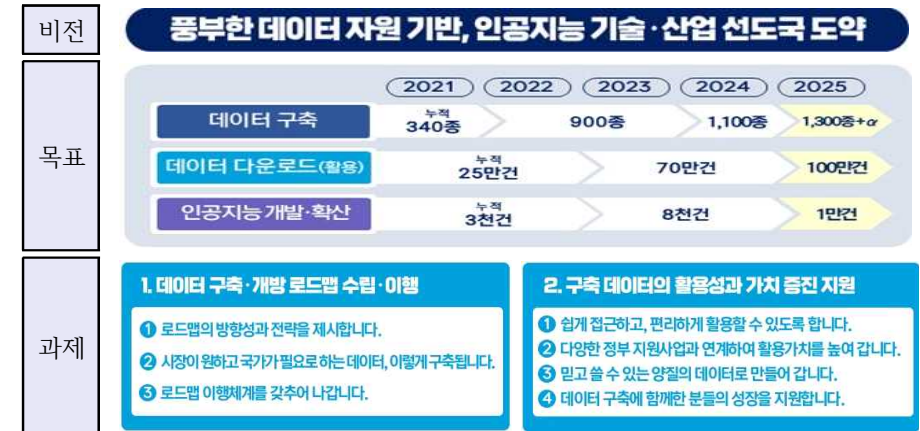 비전
풍부한 데이터 자원 기반, 인공지능 기술·산업 선도국 도약
목표
2021 2022 2023 2024 2025
데이터 구축
누적
340종 900종 1,100종 1,300종+α
데이터 다운로드(활용)
누적
25만건 70만건 100만건
인공지능 개발·확산
누적
3천건 8천건 1만건
과제
1. 데이터 구축·개방 로드맵 수립·이행
1 로드맵의 방향성과 전략을 제시합니다.
2 시장이 원하고 국가가 필요로 하는 데이터, 이렇게 구축됩니다.
3 로드맵 이행체계를 갖추어 나갑니다.
2. 구축 데이터의 활용성과 가치 증진 지원
1 쉽게 접근하고, 편리하게 활용할 수 있도록 합니다.
2 다양한 정부 지원사업과 연계하여 활용가치를 높여 갑니다.
3 믿고 쓸 수 있는 양질의 데이터로 만들어 갑니다.
4 데이터 구축에 함께한 분들의 성장을 지원합니다.